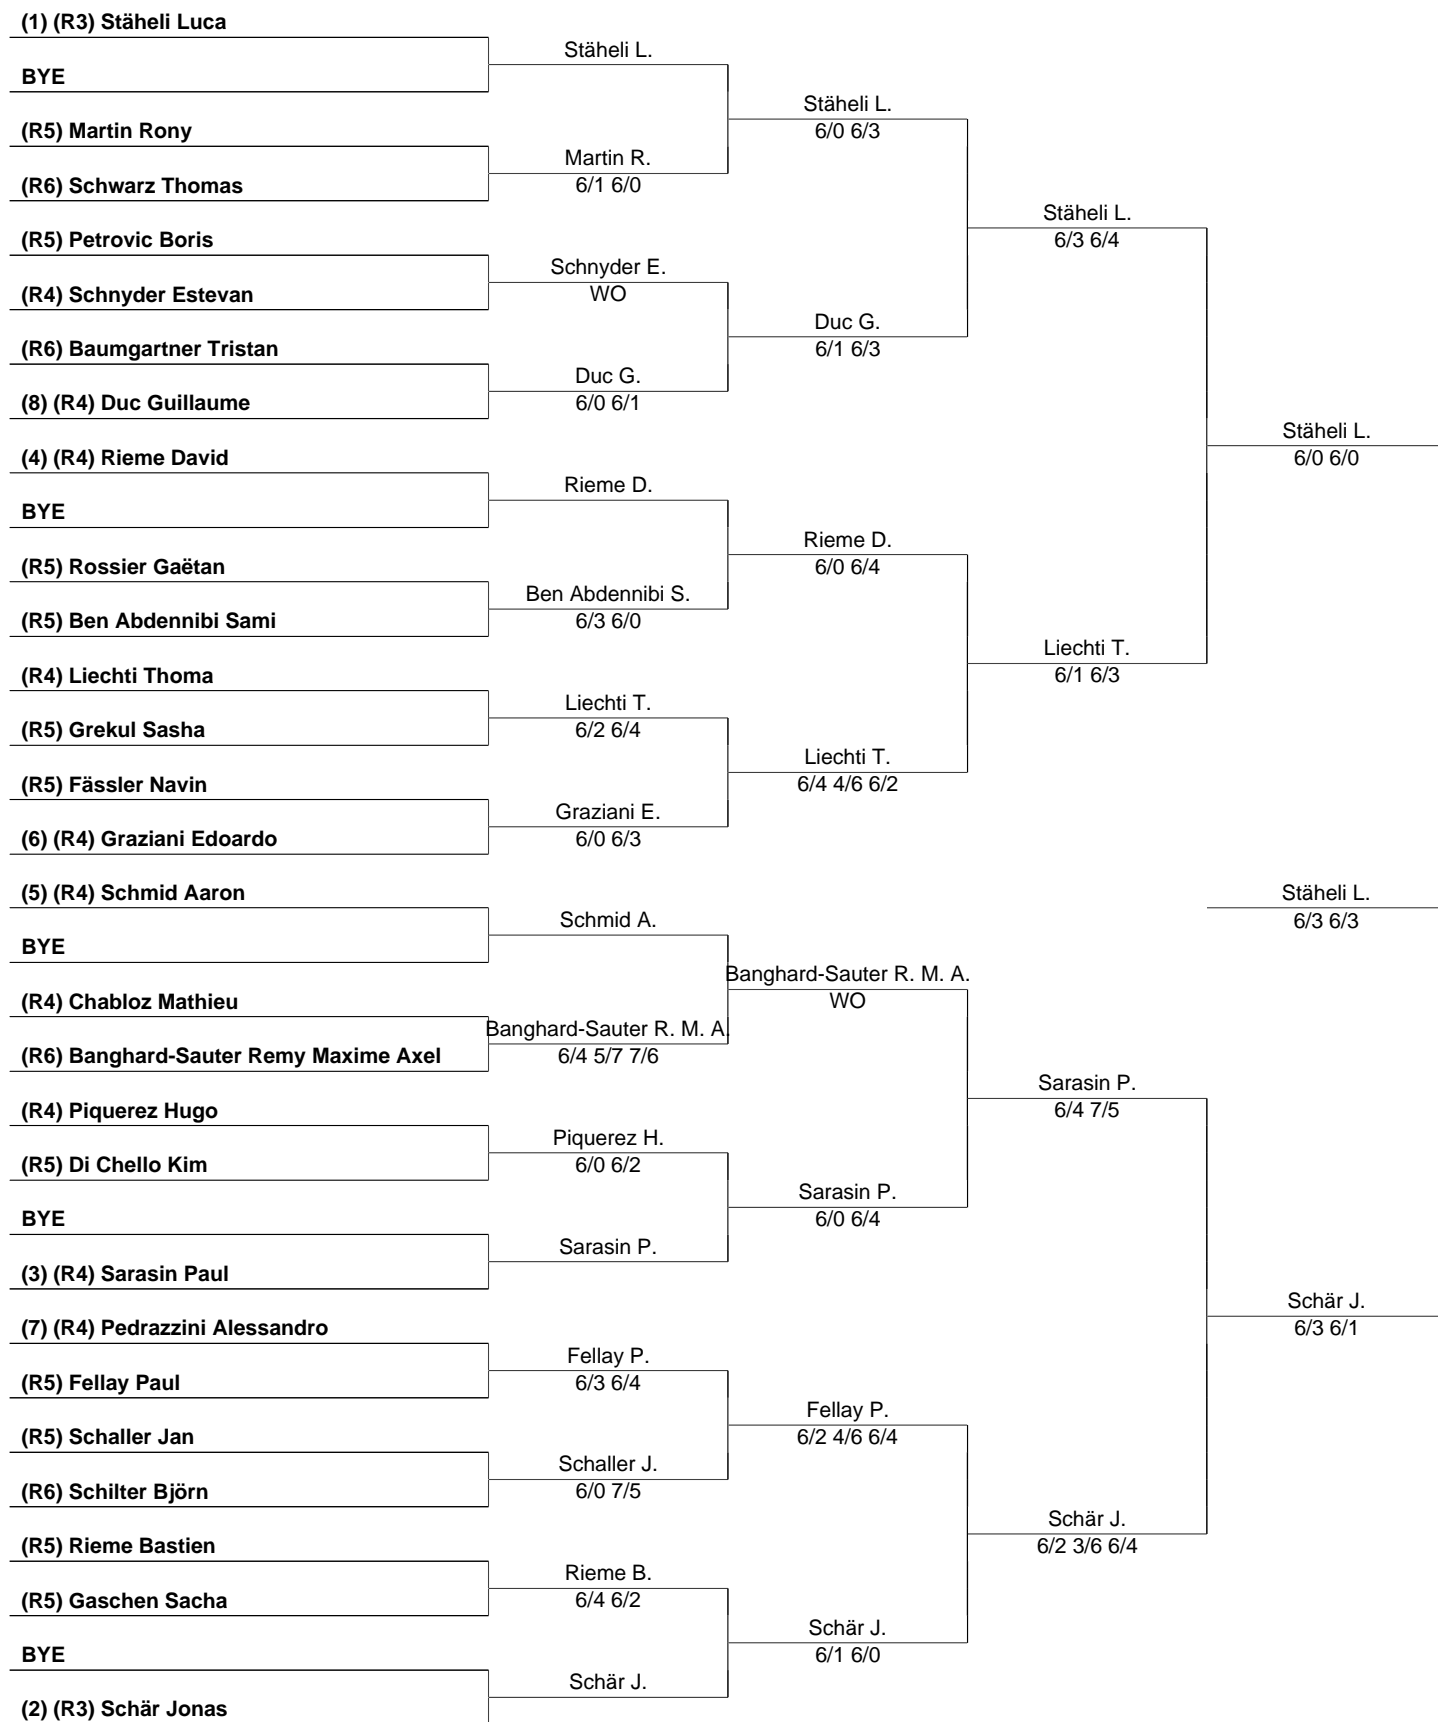 (1) (R3) Stäheli Luca
BYE
(R5) Martin Rony
(R6) Schwarz Thomas
(R5) Petrovic Boris
(R4) Schnyder Estevan
(R6) Baumgartner Tristan
(8) (R4) Duc Guillaume
(4) (R4) Rieme David
BYE
(R5) Rossier Gaëtan
(R5) Ben Abdennibi Sami
(R4) Liechti Thoma
(R5) Grekul Sasha
(R5) Fässler Navin
(6) (R4) Graziani Edoardo
(5) (R4) Schmid Aaron
BYE
(R4) Chabloz Mathieu
(R6) Banghard-Sauter Remy Maxime Axel
(R4) Piquerez Hugo
(R5) Di Chello Kim
BYE
(3) (R4) Sarasin Paul
(7) (R4) Pedrazzini Alessandro
(R5) Fellay Paul
(R5) Schaller Jan
(R6) Schilter Björn
(R5) Rieme Bastien
(R5) Gaschen Sacha
BYE
(2) (R3) Schär Jonas
Stäheli L.
Martin R.
6/1 6/0
Schnyder E.
WO
Duc G.
6/0 6/1
Rieme D.
Ben Abdennibi S.
6/3 6/0
Liechti T.
6/2 6/4
Graziani E.
6/0 6/3
Schmid A.
Banghard-Sauter R. M. A.
6/4 5/7 7/6
Piquerez H.
6/0 6/2
Sarasin P.
Fellay P.
6/3 6/4
Schaller J.
6/0 7/5
Rieme B.
6/4 6/2
Schär J.
Stäheli L.
6/0 6/3
Duc G.
6/1 6/3
Rieme D.
6/0 6/4
Liechti T.
6/4 4/6 6/2
Banghard-Sauter R. M. A.
WO
Sarasin P.
6/0 6/4
Fellay P.
6/2 4/6 6/4
Schär J.
6/1 6/0
Stäheli L.
6/3 6/4
Liechti T.
6/1 6/3
Sarasin P.
6/4 7/5
Schär J.
6/2 3/6 6/4
Stäheli L.
6/0 6/0
Stäheli L.
6/3 6/3
Schär J.
6/3 6/1